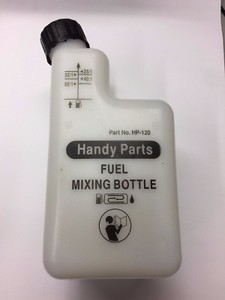 Part No. HP-120
Handy Parts
FUEL
MIXING BOTTLE